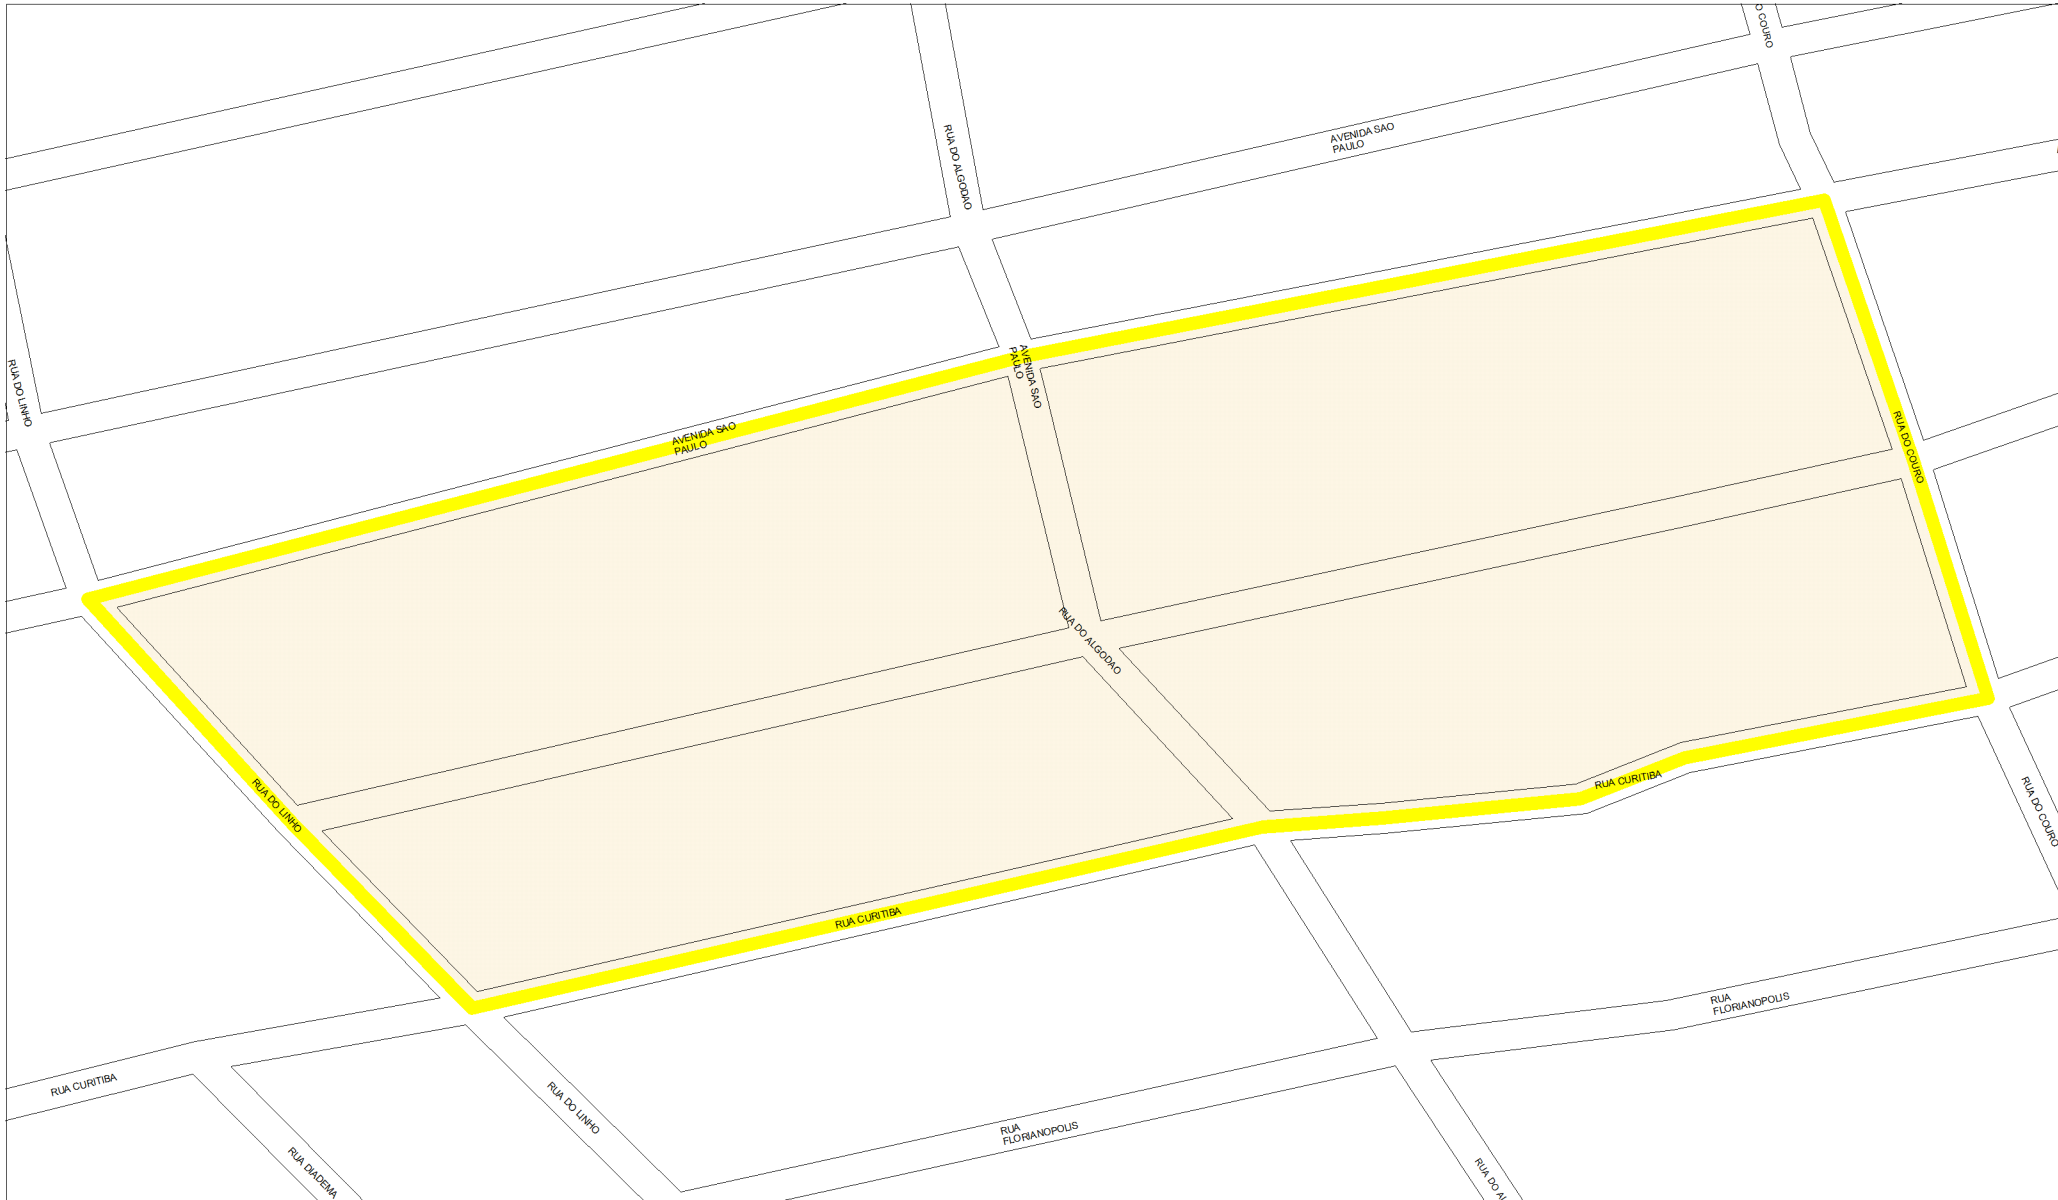 O COURO
RUA DO ALGODAO
AVENIDA SAO
PAULO
RUA DO LINHO
AVENIDA SAO
PAULO
AVENIDA SAO
PAULO
RUA DO COURO
RUA DO ALGODAO
RUA DO LINHO
RUA CURITIBA
RUA DO COURO
RUA CURITIBA
RUA
FLORIANOPOLIS
RUA CURITIBA
RUA DO LINHO
RUA
FLORIANOPOLIS
RUA DIADEMA
RUA DO AL